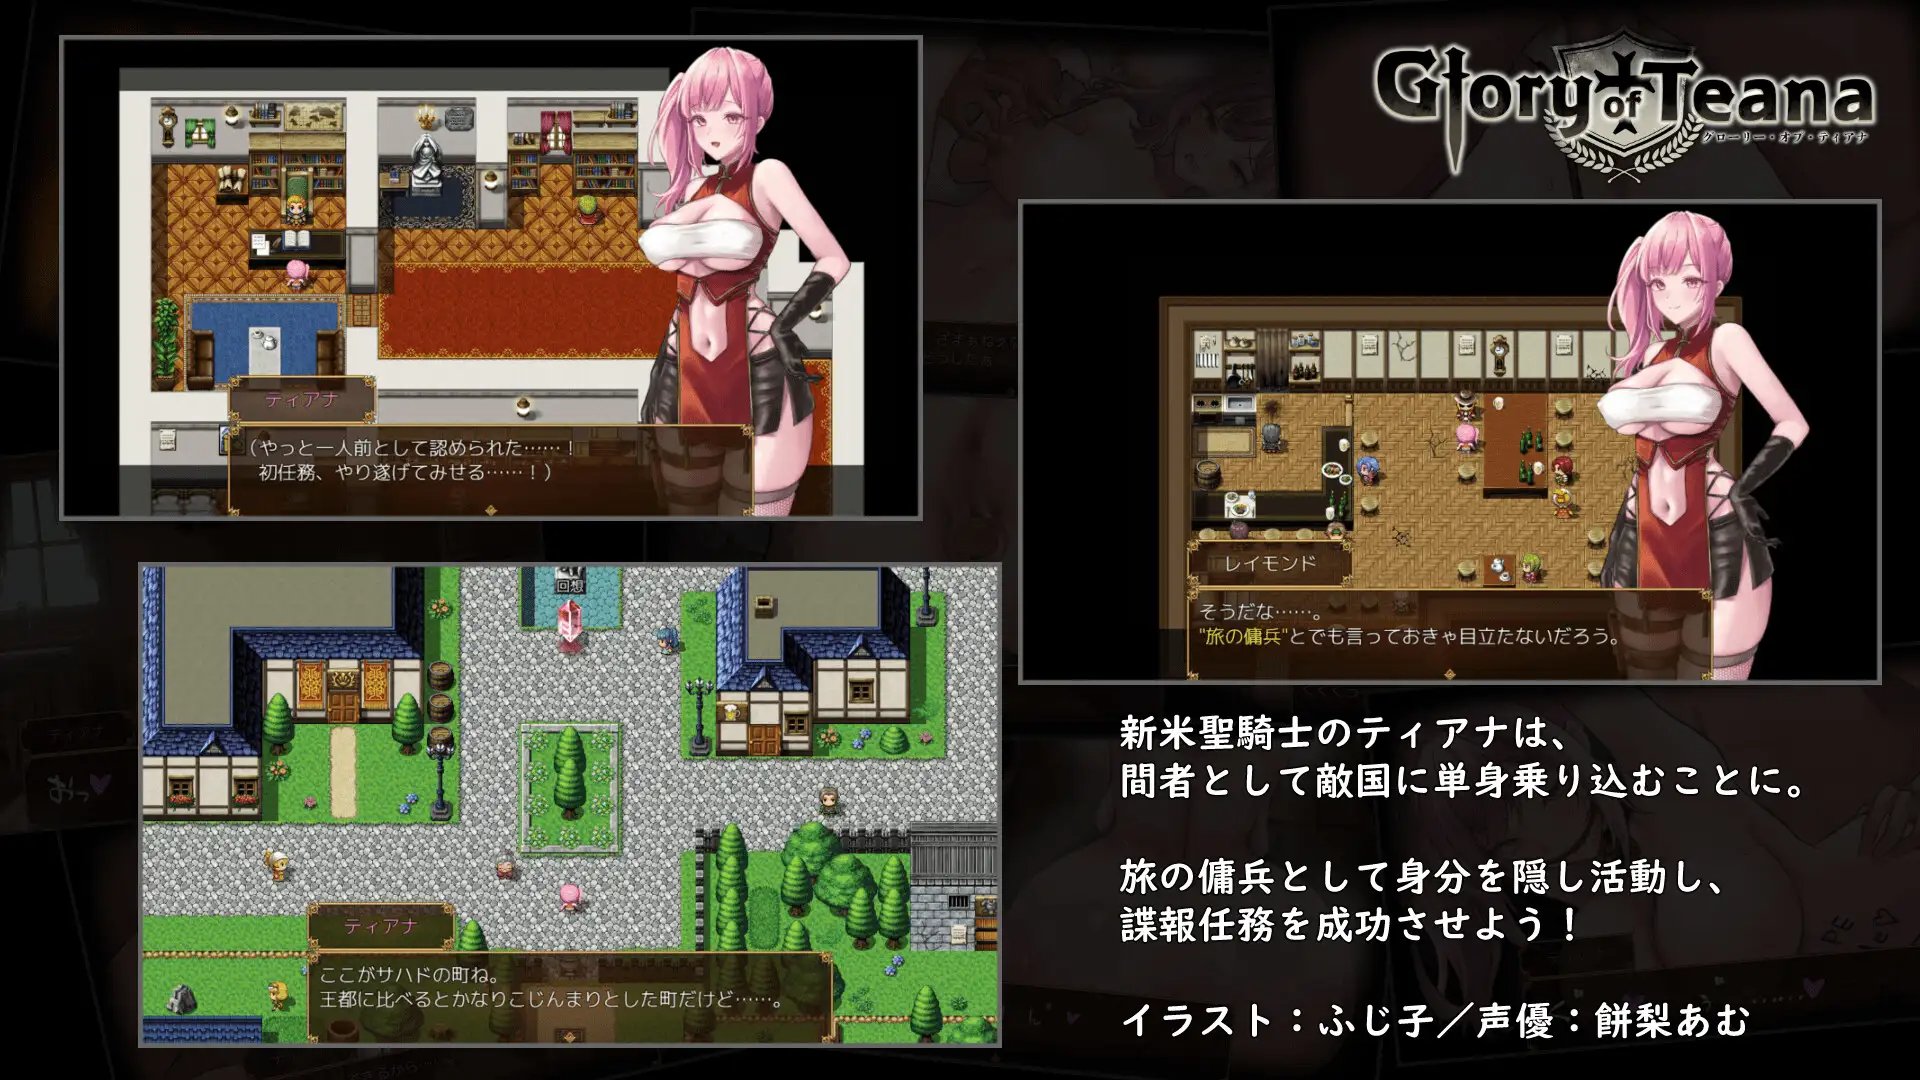 Glory of Teana
グローリー・オブ・ティアナ
ティアナ
(やっと一人前として認められた……！
初任務、やり遂げてみせる……！)
レイモンド
そうだな……。
"旅の傭兵"とでも言っておきゃ目立たないだろう。
回想
ティアナ
ここがサハドの町ね。
王都に比べるとかなりこじんまりとした町だけど……。
新米聖騎士のティアナは、
間者として敵国に単身乗り込むことに。
旅の傭兵として身分を隠し活動し、
諜報任務を成功させよう！
イラスト：ふじ子／声優：餅梨あむ